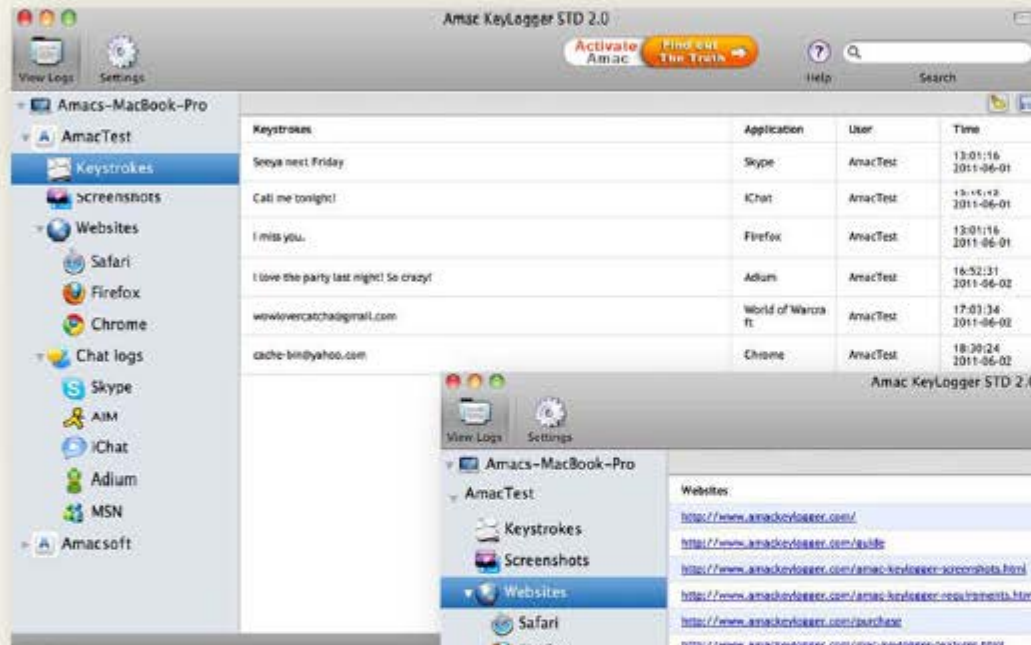 Amac KeyLogger STD 2.0
Activate Amac
Find out The Truth
View Logs
Settings
Help
Search
Amacs-MacBook-Pro
AmacTest
Keystrokes
Screenshots
Websites
Safari
Firefox
Chrome
Chat logs
Skype
AIM
iChat
Adium
MSN
Amacsoft
Keystrokes Application User Time
Seeya next Friday Skype AmacTest 13:01:16 2011-06-01
Call me tonight! iChat AmacTest 2011-06-01
I miss you. Firefox AmacTest 13:01:16 2011-06-01
I love the party last night! So crazy! Adium AmacTest 16:52:31 2011-06-02
World of Warcra ft AmacTest 17:03:34 2011-06-02
cache-bin@yahoo.com Chrome AmacTest 18:30:24 2011-06-02
Amac KeyLogger STD 2.0
View Logs
Settings
Amacs-MacBook-Pro
AmacTest
Keystrokes
Screenshots
Websites
Safari
Websites
http://www.amackeylogger.com/
http://www.amackeylogger.com/guide
http://www.amackeylogger.com/amac-keylogger-screenshots.html
http://www.amackeylogger.com/amac-keylogger-requirements.htm
http://www.amackeylogger.com/purchase